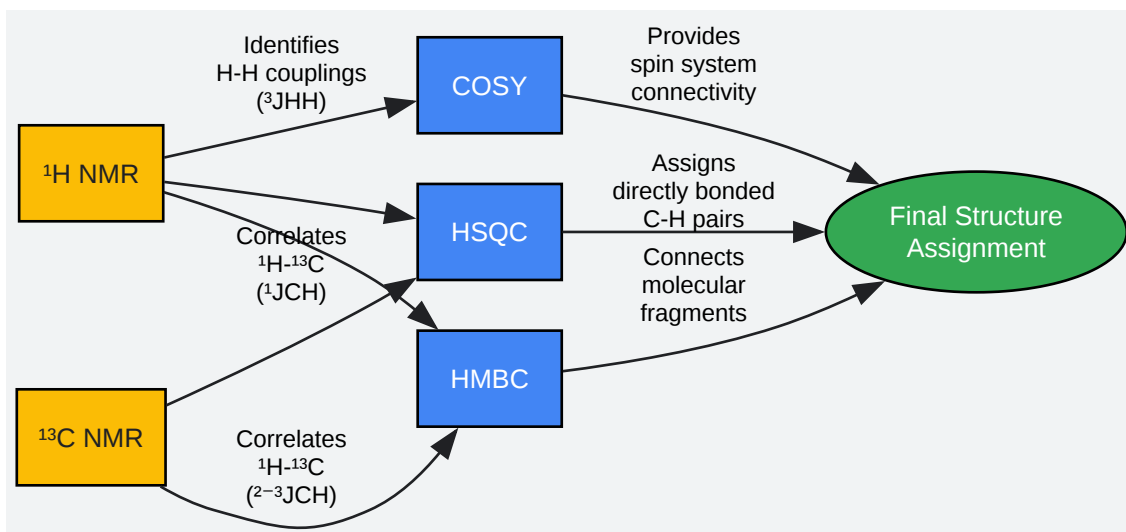 Identifies
H-H couplings
(³JHH)
COSY
Provides
spin system
connectivity
¹H NMR
Correlates
¹H-¹³C
(¹JCH)
HSQC
Assigns
directly bonded
C-H pairs
Final Structure
Assignment
Connects
molecular
fragments
HMBC
¹³C NMR
Correlates
¹H-¹³C
(²⁻³JCH)